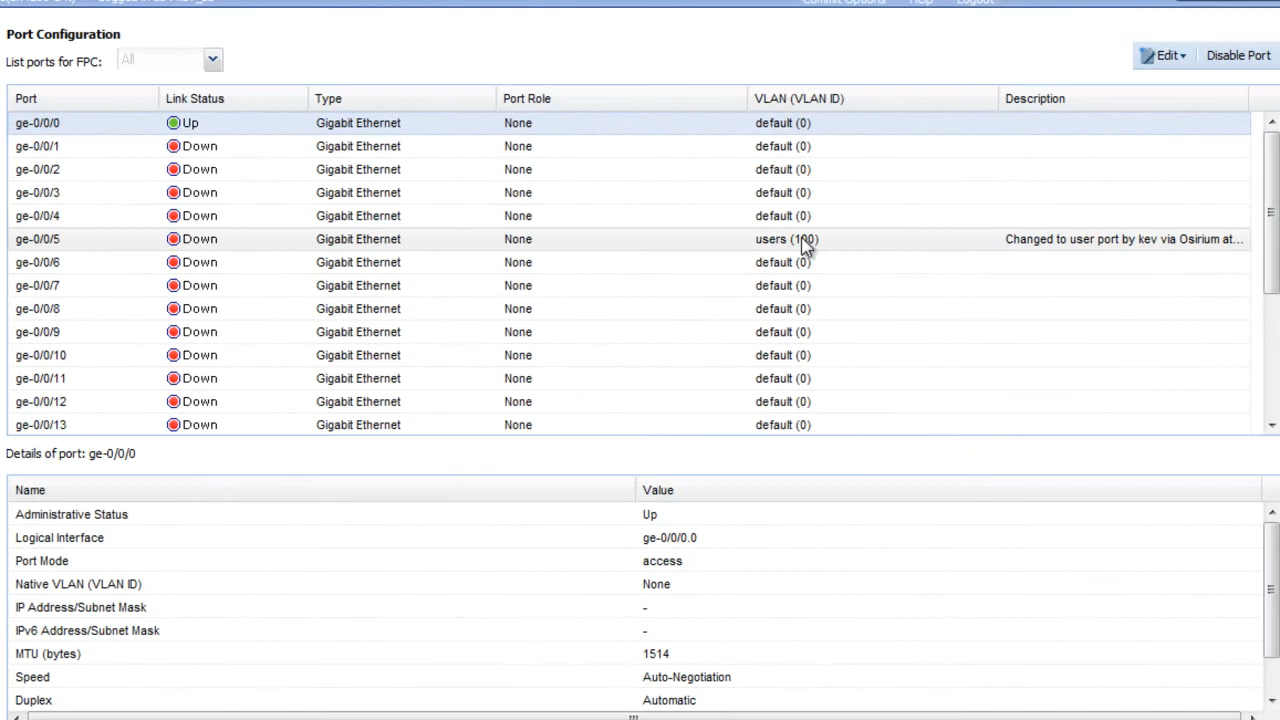 Commit Options Help Logout
Port Configuration
List ports for FPC: All
Edit Disable Port
Port Link Status Type Port Role VLAN (VLAN ID) Description
ge-0/0/0 Up Gigabit Ethernet None default (0)
ge-0/0/1 Down Gigabit Ethernet None default (0)
ge-0/0/2 Down Gigabit Ethernet None default (0)
ge-0/0/3 Down Gigabit Ethernet None default (0)
ge-0/0/4 Down Gigabit Ethernet None default (0)
ge-0/0/5 Down Gigabit Ethernet None users (100) Changed to user port by kev via Osirium at...
ge-0/0/6 Down Gigabit Ethernet None default (0)
ge-0/0/7 Down Gigabit Ethernet None default (0)
ge-0/0/8 Down Gigabit Ethernet None default (0)
ge-0/0/9 Down Gigabit Ethernet None default (0)
ge-0/0/10 Down Gigabit Ethernet None default (0)
ge-0/0/11 Down Gigabit Ethernet None default (0)
ge-0/0/12 Down Gigabit Ethernet None default (0)
ge-0/0/13 Down Gigabit Ethernet None default (0)
Details of port: ge-0/0/0
Name Value
Administrative Status Up
Logical Interface ge-0/0/0.0
Port Mode access
Native VLAN (VLAN ID) None
IP Address/Subnet Mask -
IPv6 Address/Subnet Mask -
MTU (bytes) 1514
Speed Auto-Negotiation
Duplex Automatic